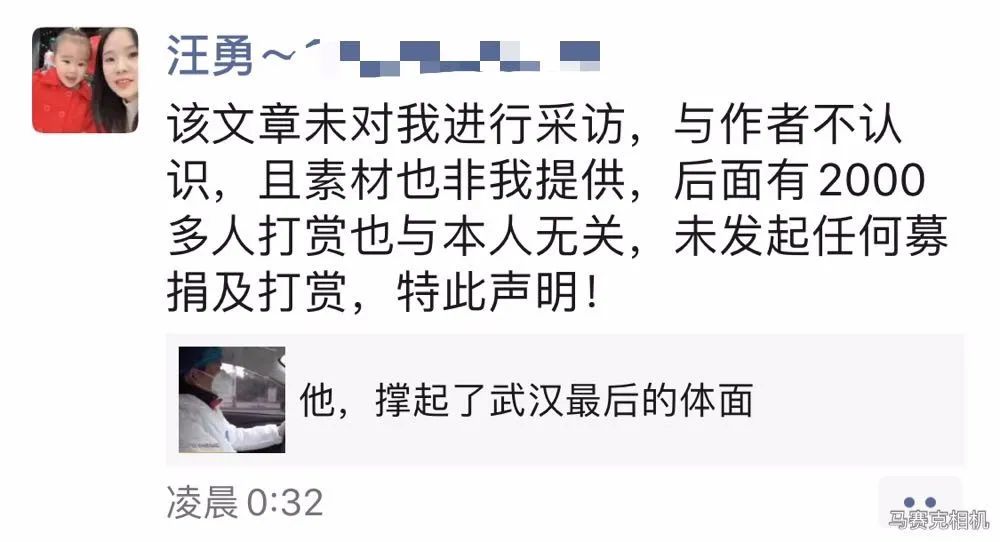 汪勇～
该文章未对我进行采访，与作者不认
识，且素材也非我提供，后面有2000
多人打赏也与本人无关，未发起任何募
捐及打赏，特此声明！
他，撑起了武汉最后的体面
凌晨0:32
马赛克相机